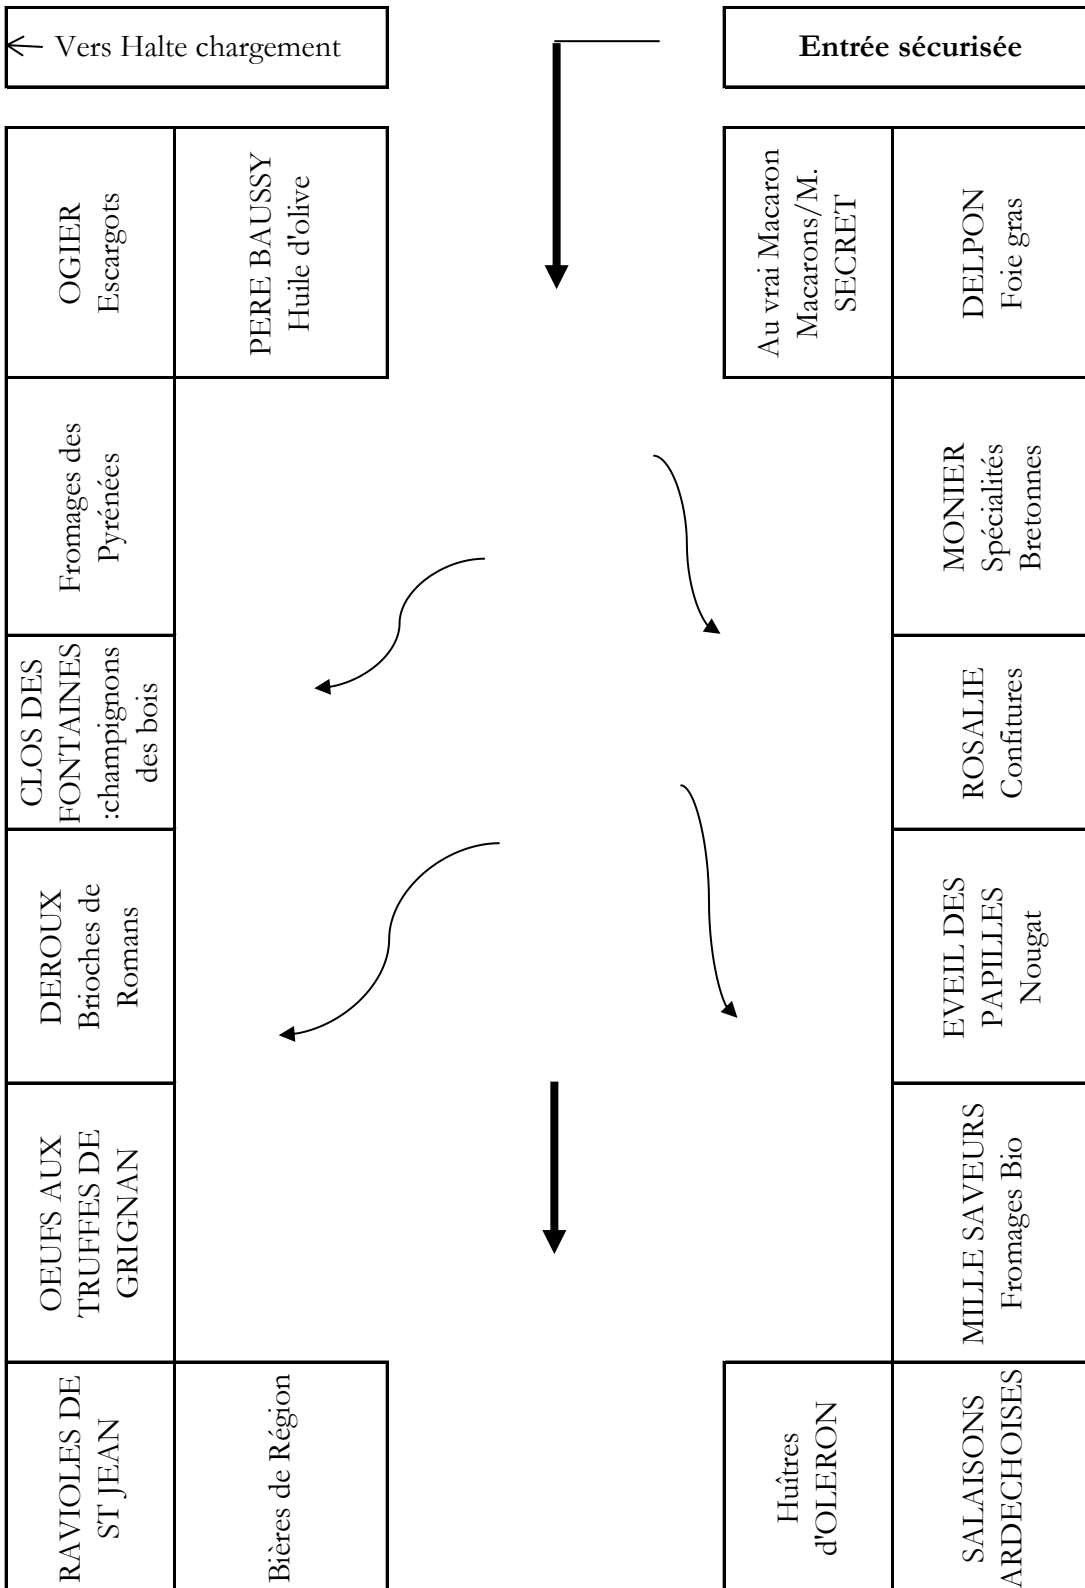 Vers Halte chargement
Entrée sécurisée
OGIER
Escargots
PERE BAUSSY
Huile d'olive
Au vrai Macaron
Macarons/M.
SECRET
DELPON
Foie gras
Fromages des
Pyrénées
MONIER
Spécialités
Bretonnes
CLOS DES
FONTAINES
:champignons
des bois
ROSALIE
Confitures
DEROUX
Brioches de
Romans
EVEIL DES
PAPILLES
Nougat
OEUFS AUX
TRUFFES DE
GRIGNAN
MILLE SAVEURS
Fromages Bio
RAVIOLES DE
ST JEAN
Bières de Région
Huîtres
d'OLERON
SALAISONS
ARDECHOISES